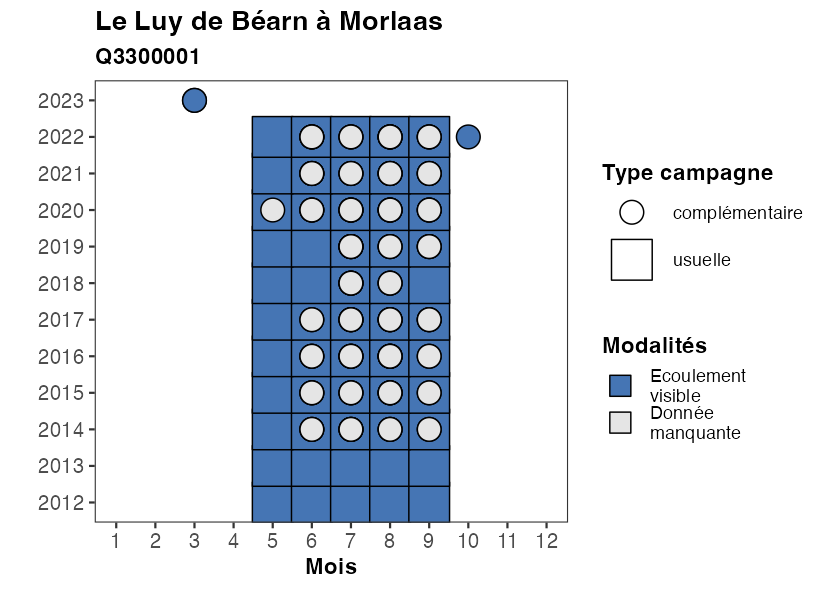 Le Luy de Béarn à Morlaas
Q3300001
2023
2022
2021
2020
2019
2018
2017
2016
2015
2014
2013
2012
1 2 3 4 5 6 7 8 9 10 11 12
Mois
Type campagne
complémentaire
usuelle
Modalités
Ecoulement
visible
Donnée
manquante